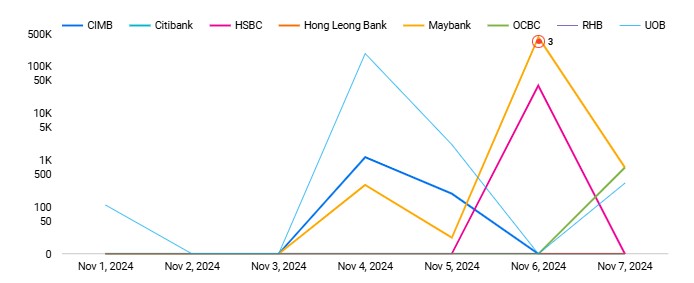 CIMB Citibank HSBC Hong Leong Bank Maybank OCBC RHB UOB
500K
3
100K
50K
10K
5K
1K
500
100
50
0
Nov 1, 2024 Nov 2, 2024 Nov 3, 2024 Nov 4, 2024 Nov 5, 2024 Nov 6, 2024 Nov 7, 2024